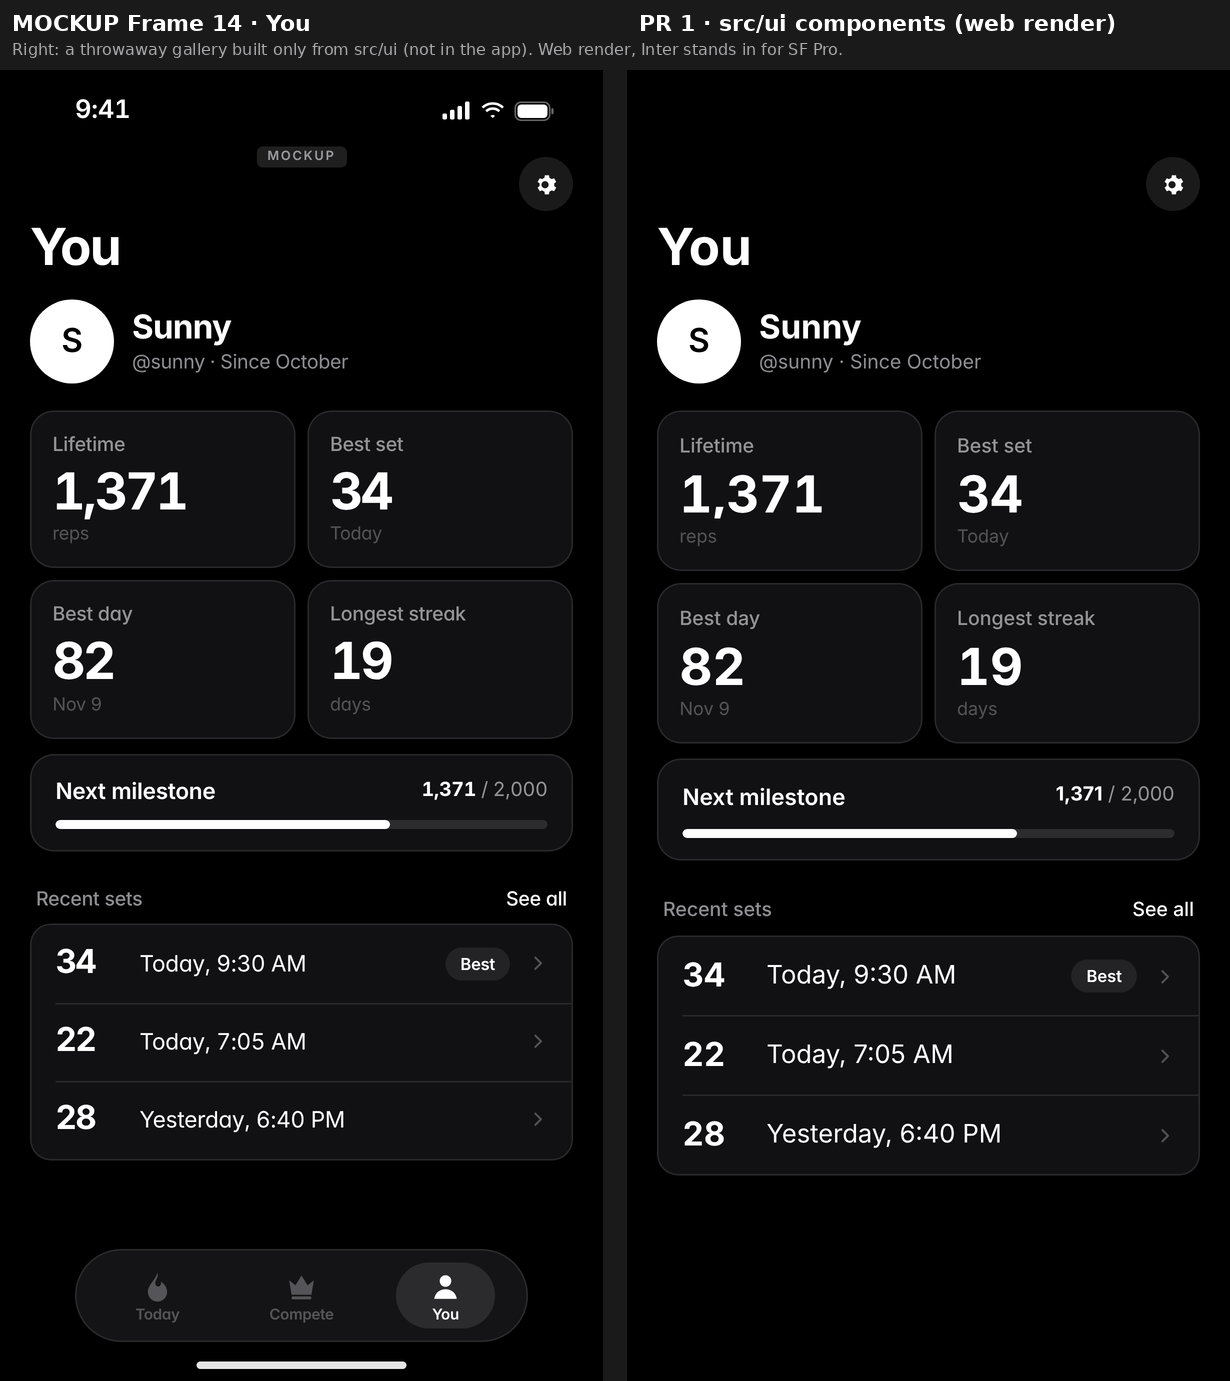 MOCKUP Frame 14 · You
PR 1 · src/ui components (web render)
Right: a throwaway gallery built only from src/ui (not in the app). Web render, Inter stands in for SF Pro.
9:41
MOCKUP
You
S
Sunny
@sunny · Since October
Lifetime
1,371
reps
Best set
34
Today
Best day
82
Nov 9
Longest streak
19
days
Next milestone
1,371 / 2,000
Recent sets
See all
34 Today, 9:30 AM Best
22 Today, 7:05 AM
28 Yesterday, 6:40 PM
Today
Compete
You
You
S
Sunny
@sunny · Since October
Lifetime
1,371
reps
Best set
34
Today
Best day
82
Nov 9
Longest streak
19
days
Next milestone
1,371 / 2,000
Recent sets
See all
34 Today, 9:30 AM Best
22 Today, 7:05 AM
28 Yesterday, 6:40 PM